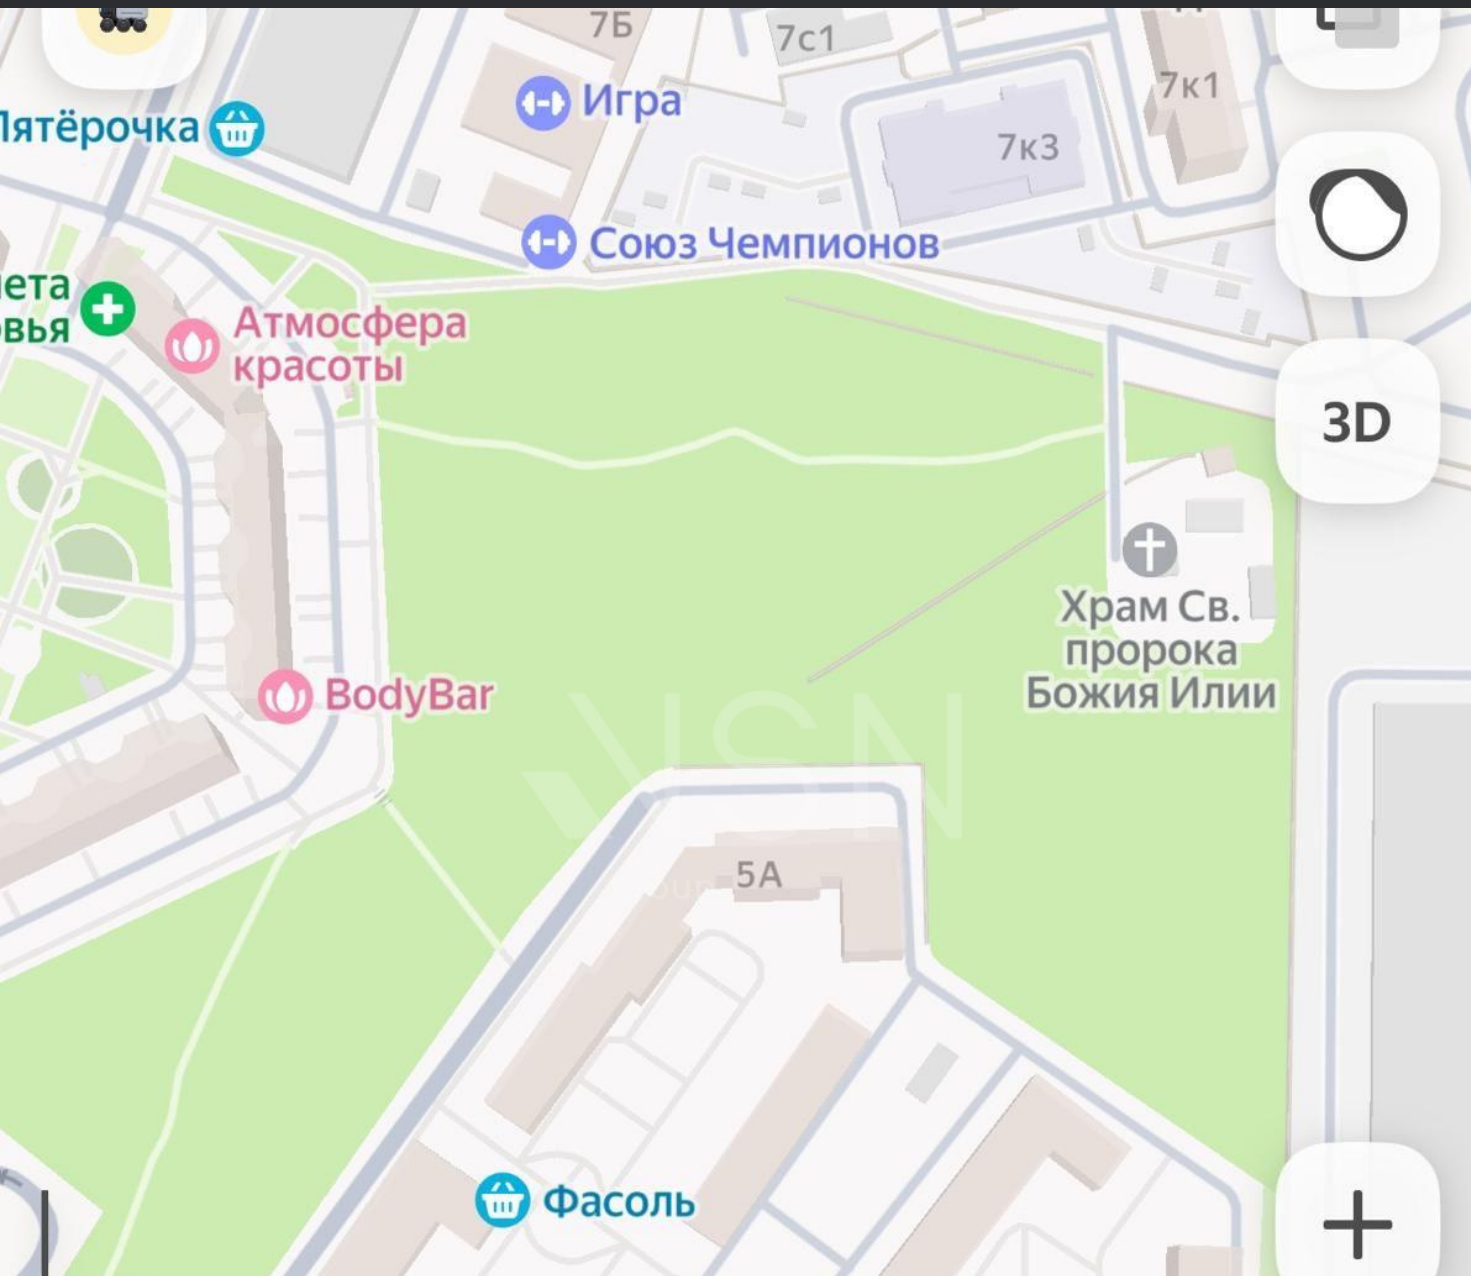 7Б
7с1
7к1
Игра
Пятёрочка
7к3
Союз Чемпионов
Атмосфера
красоты
3D
Храм Св.
пророка
Божия Илии
BodyBar
VSN
5А
Фасоль